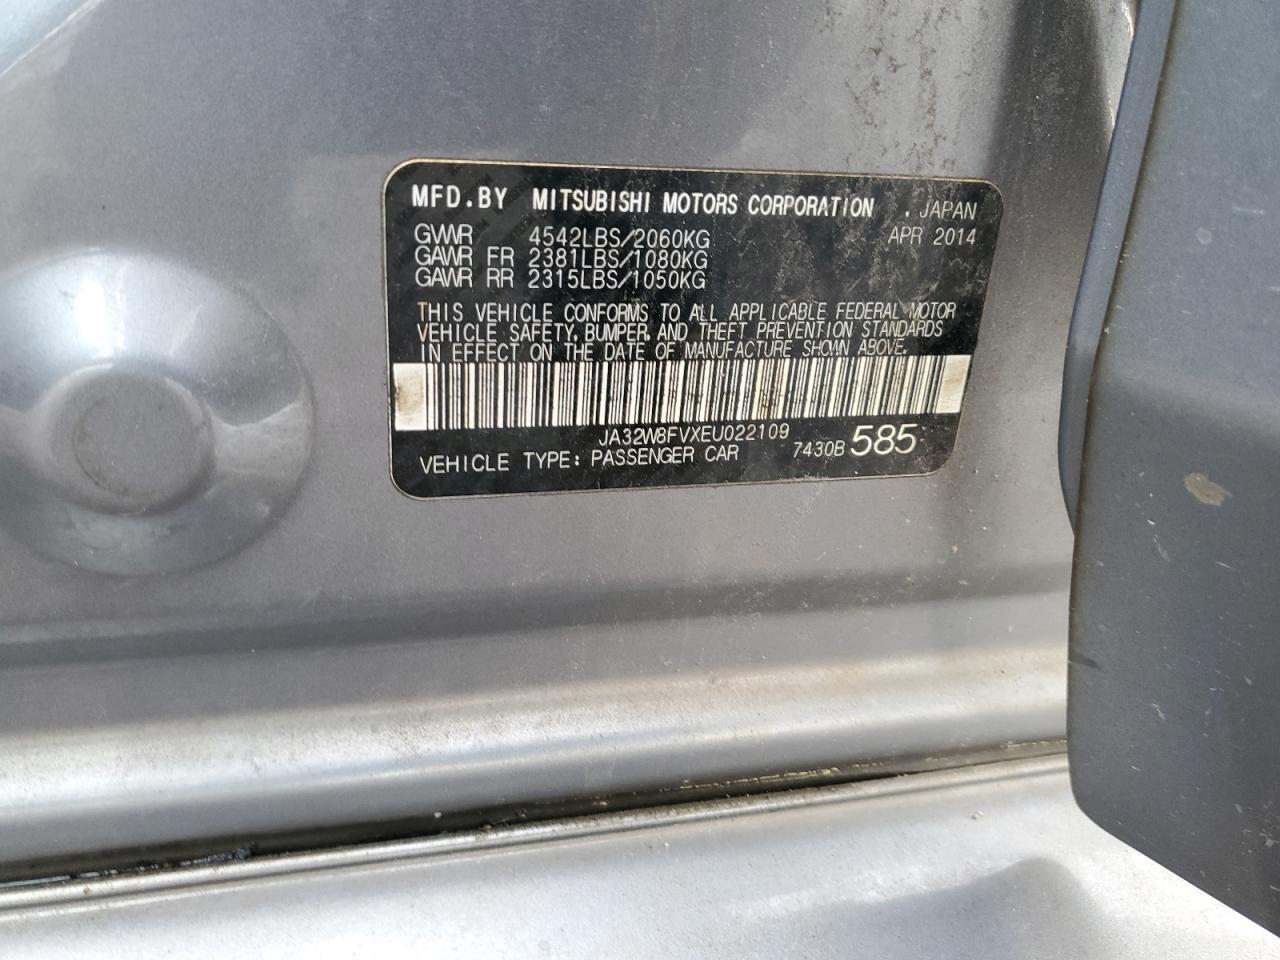 MFD.BY MITSUBISHI MOTORS CORPORATION . JAPAN
GVWR 4542LBS/2060KG APR 2014
GAWR FR 2381LBS/1080KG
GAWR RR 2315LBS/1050KG
THIS VEHICLE CONFORMS TO ALL APPLICABLE FEDERAL MOTOR
VEHICLE SAFETY, BUMPER, AND THEFT PREVENTION STANDARDS
IN EFFECT ON THE DATE OF MANUFACTURE SHOWN ABOVE.
JA32W8FVXEU022109
VEHICLE TYPE: PASSENGER CAR 7430B 585